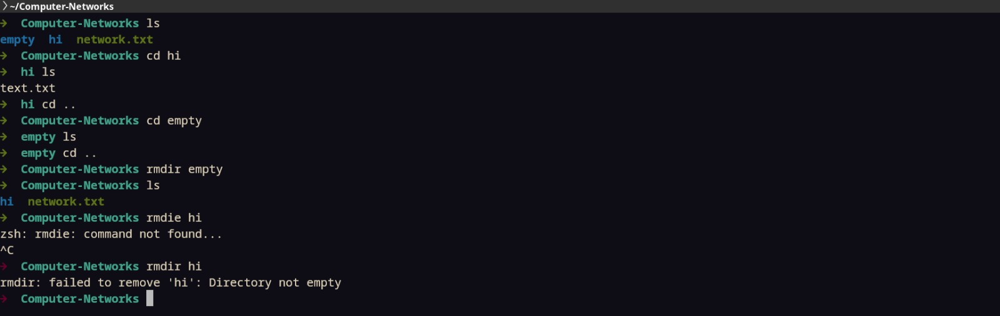 ~/Computer-Networks
→ Computer-Networks ls
empty hi network.txt
→ Computer-Networks cd hi
→ hi ls
text.txt
→ hi cd ..
→ Computer-Networks cd empty
→ empty ls
→ empty cd ..
→ Computer-Networks rmdir empty
→ Computer-Networks ls
hi network.txt
→ Computer-Networks rmdie hi
zsh: rmdie: command not found...
^C
→ Computer-Networks rmdir hi
rmdir: failed to remove 'hi': Directory not empty
→ Computer-Networks